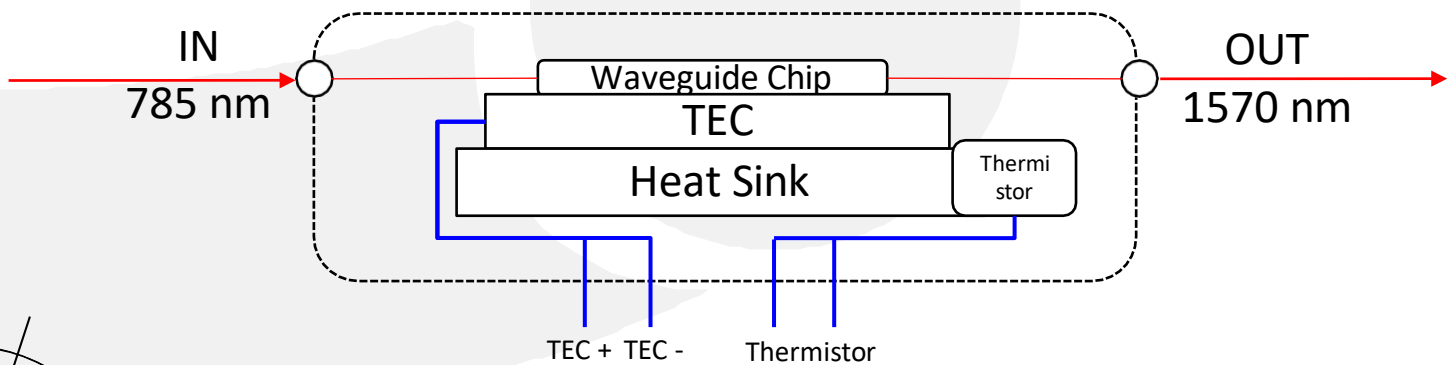 IN
785 nm
Waveguide Chip
TEC
Heat Sink
Thermi
stor
OUT
1570 nm
TEC + TEC -
Thermistor